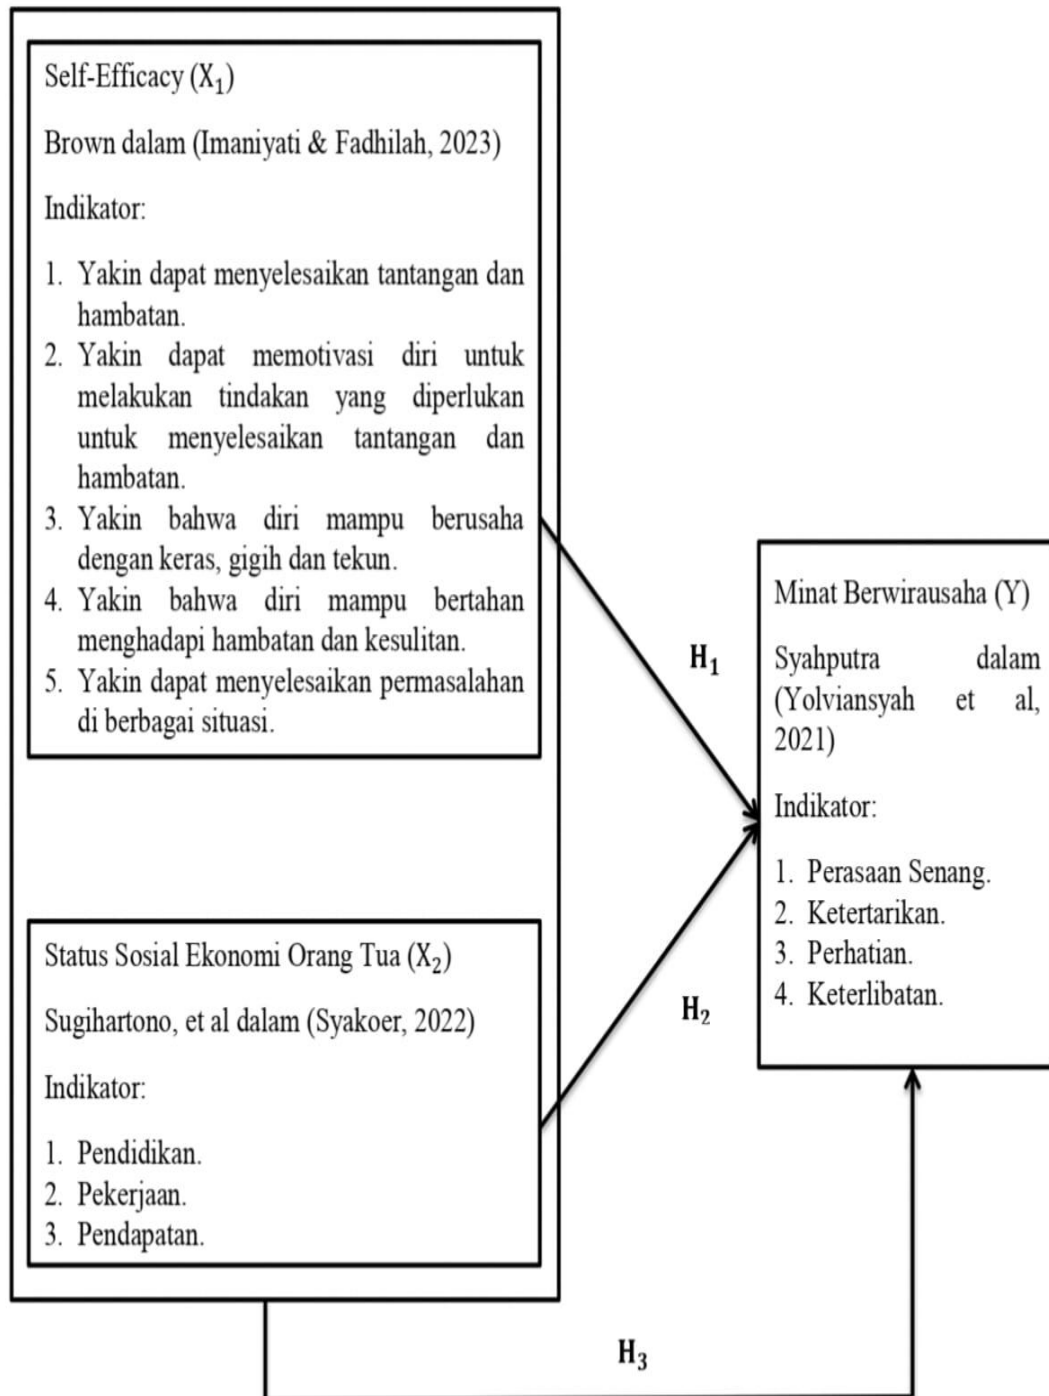 Self-Efficacy (X₁)
Brown dalam (Imaniyati & Fadhilah, 2023)
Indikator:
1. Yakin dapat menyelesaikan tantangan dan
hambatan.
2. Yakin dapat memotivasi diri untuk
melakukan tindakan yang diperlukan
untuk menyelesaikan tantangan dan
hambatan.
3. Yakin bahwa diri mampu berusaha
dengan keras, gigih dan tekun.
4. Yakin bahwa diri mampu bertahan
menghadapi hambatan dan kesulitan.
5. Yakin dapat menyelesaikan permasalahan
di berbagai situasi.
Status Sosial Ekonomi Orang Tua (X₂)
Sugihartono, et al dalam (Syakoer, 2022)
Indikator:
1. Pendidikan.
2. Pekerjaan.
3. Pendapatan.
H₁
H₂
H₃
Minat Berwirausaha (Y)
Syahputra dalam
(Yolviansyah et al,
2021)
Indikator:
1. Perasaan Senang.
2. Ketertarikan.
3. Perhatian.
4. Keterlibatan.